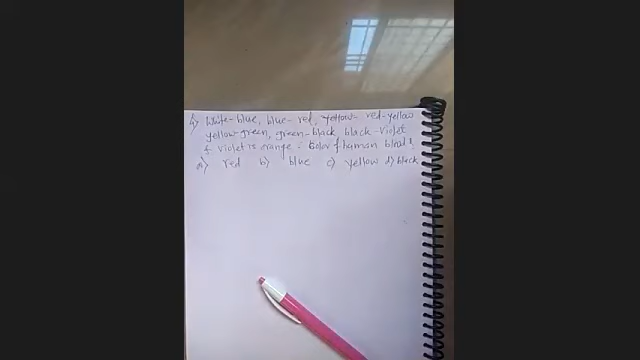 4) White-blue, blue-red, yellow- red-yellow
yellow-green, green-black, black-violet
& violet is orange : Color of human blood?
a) red b) blue c) yellow d) black